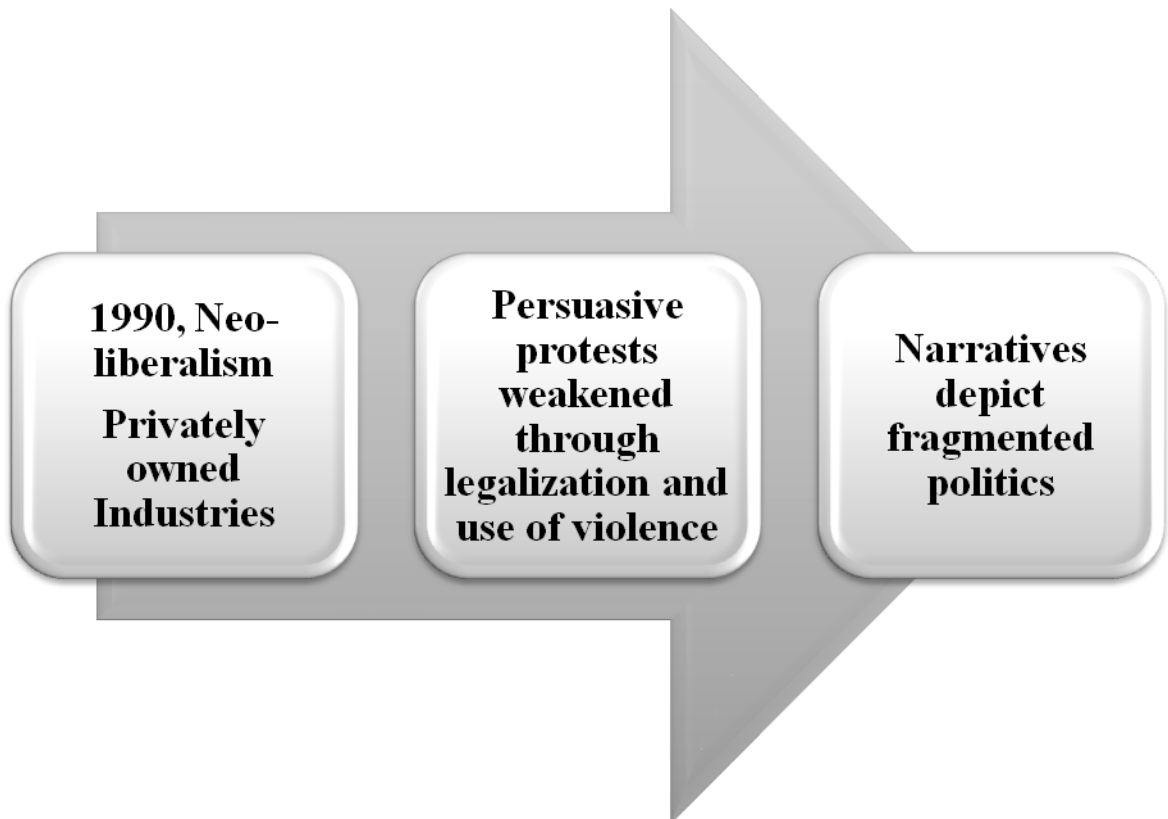 1990, Neo-
liberalism
Privately
owned
Industries
Persuasive
protests
weakened
through
legalization and
use of violence
Narratives
depict
fragmented
politics